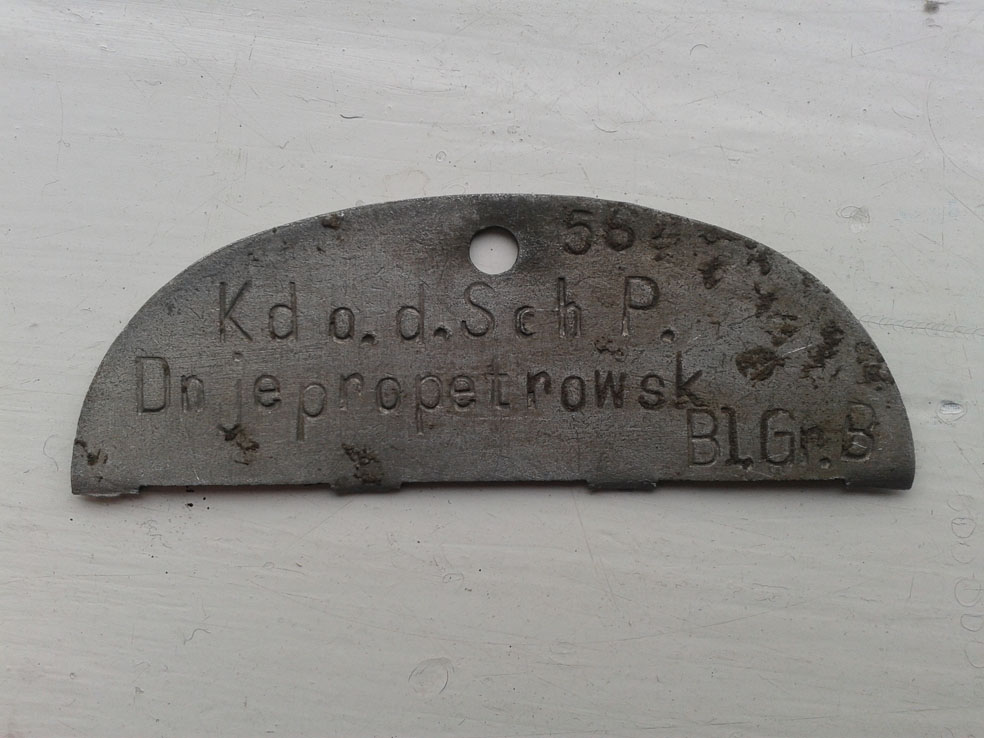 56
Kdo.d.Sch P.
Dnjepropetrowsk
Bl.Gr.B